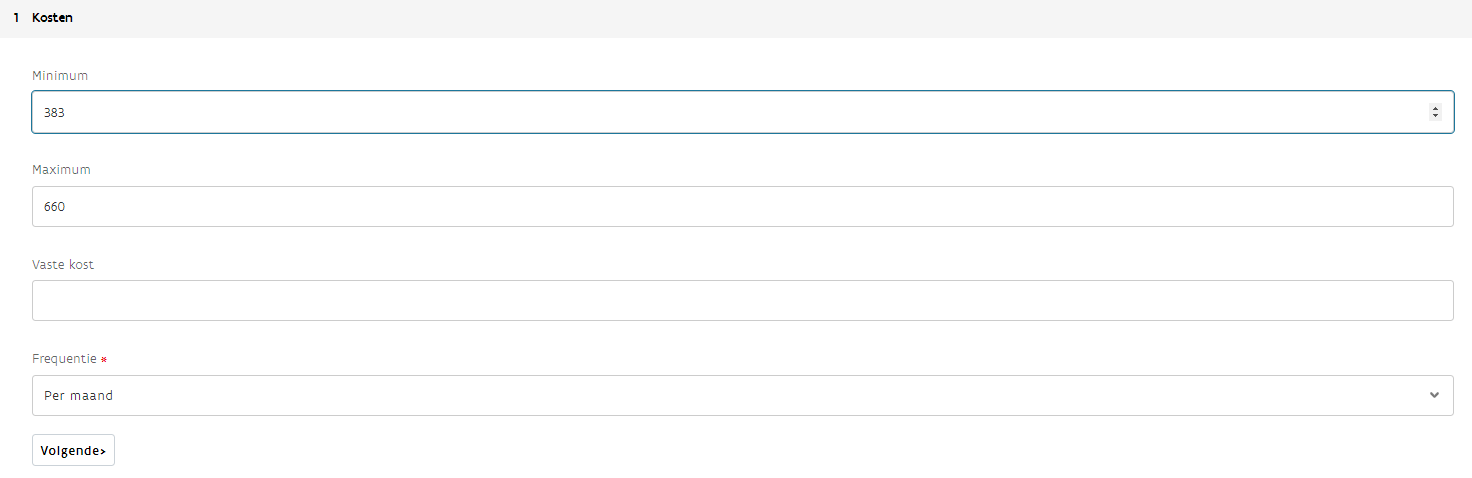 1 Kosten
Minimum
383
Maximum
660
Vaste kost
Frequentie *
Per maand
Volgende>